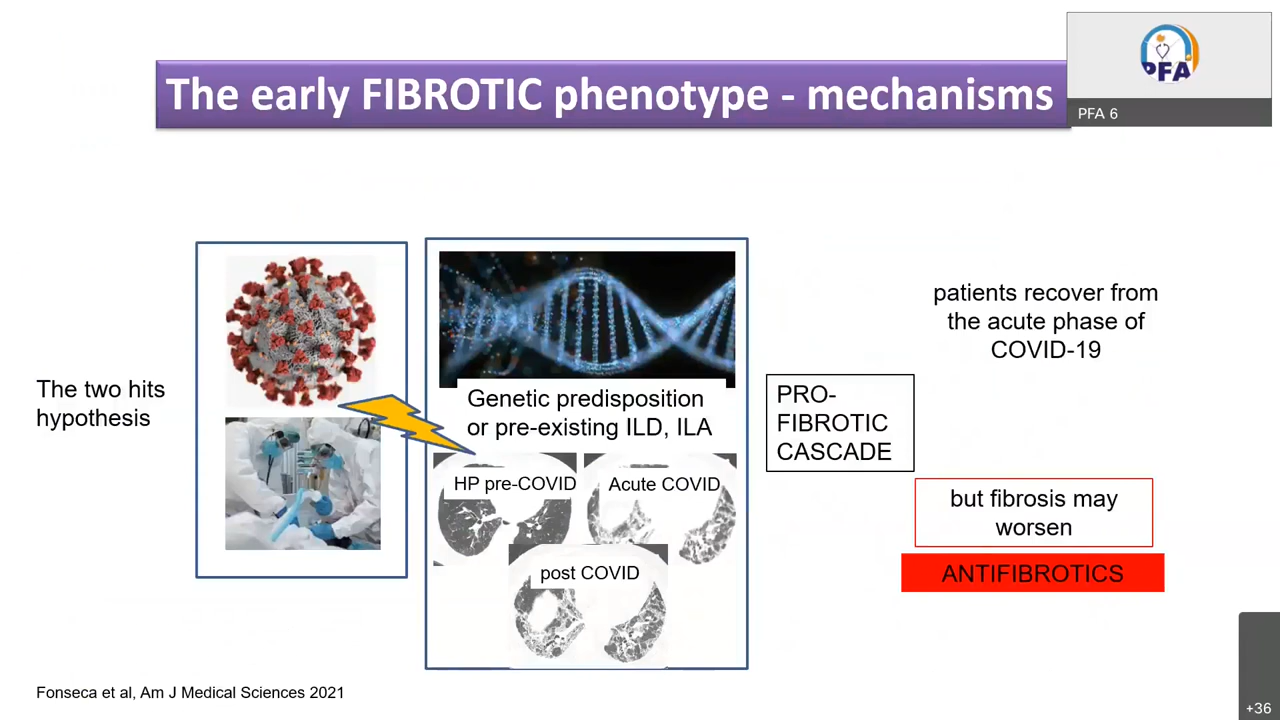 The early FIBROTIC phenotype - mechanisms
PFA
PFA 6
The two hits
hypothesis
Genetic predisposition
or pre-existing ILD, ILA
HP pre-COVID
Acute COVID
post COVID
PRO-
FIBROTIC
CASCADE
patients recover from
the acute phase of
COVID-19
but fibrosis may
worsen
ANTIFIBROTICS
Fonseca et al, Am J Medical Sciences 2021
+36